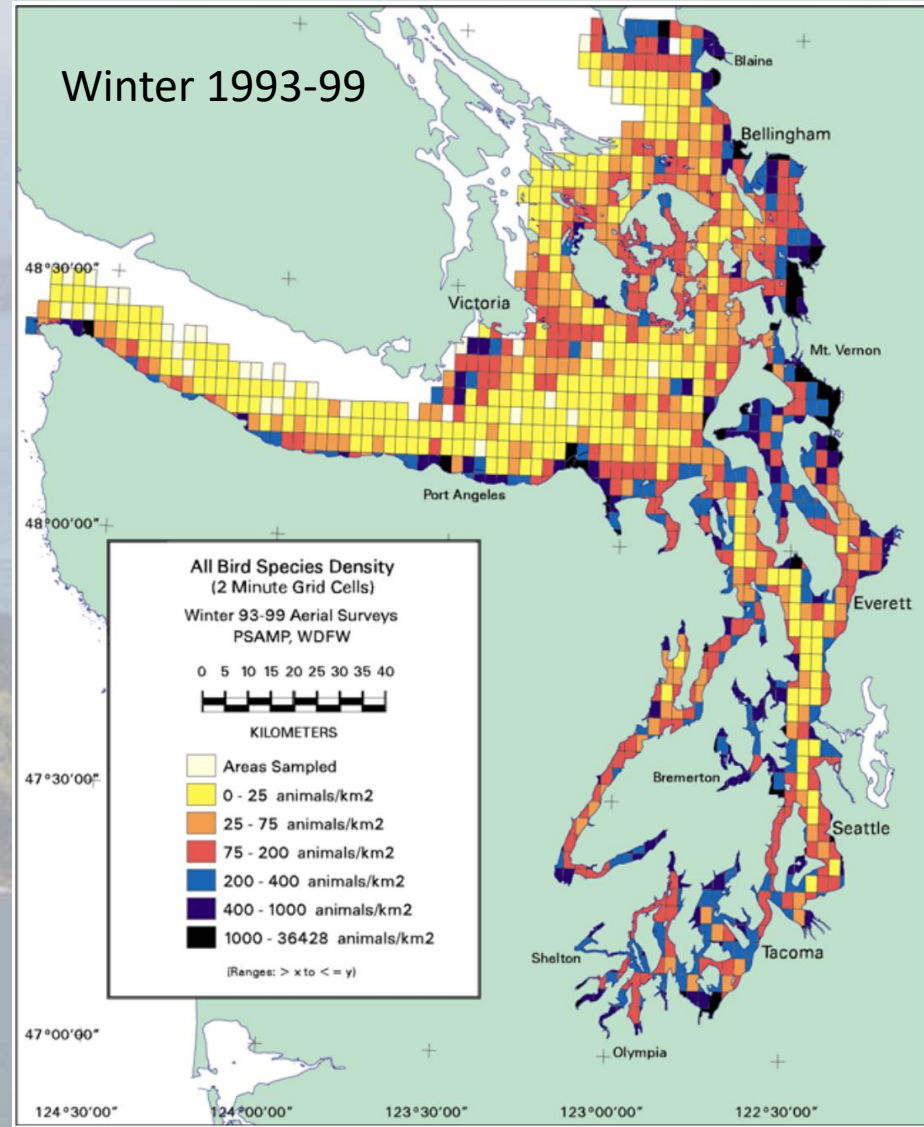 Winter 1993-99
Blaine
Bellingham
48°30'00"
Victoria
Mt. Vernon
Port Angeles
48°00'00"
Everett
All Bird Species Density
(2 Minute Grid Cells)
Winter 93-99 Aerial Surveys
PSAMP, WDFW
0 5 10 15 20 25 30 35 40
KILOMETERS
Areas Sampled
0 - 25 animals/km2
25 - 75 animals/km2
75 - 200 animals/km2
200 - 400 animals/km2
400 - 1000 animals/km2
1000 - 36428 animals/km2
(Ranges: > x to < = y)
47°30'00"
Bremerton
Seattle
Shelton
Tacoma
47°00'00"
Olympia
124°30'00" 124°00'00" 123°30'00" 123°00'00" 122°30'00"